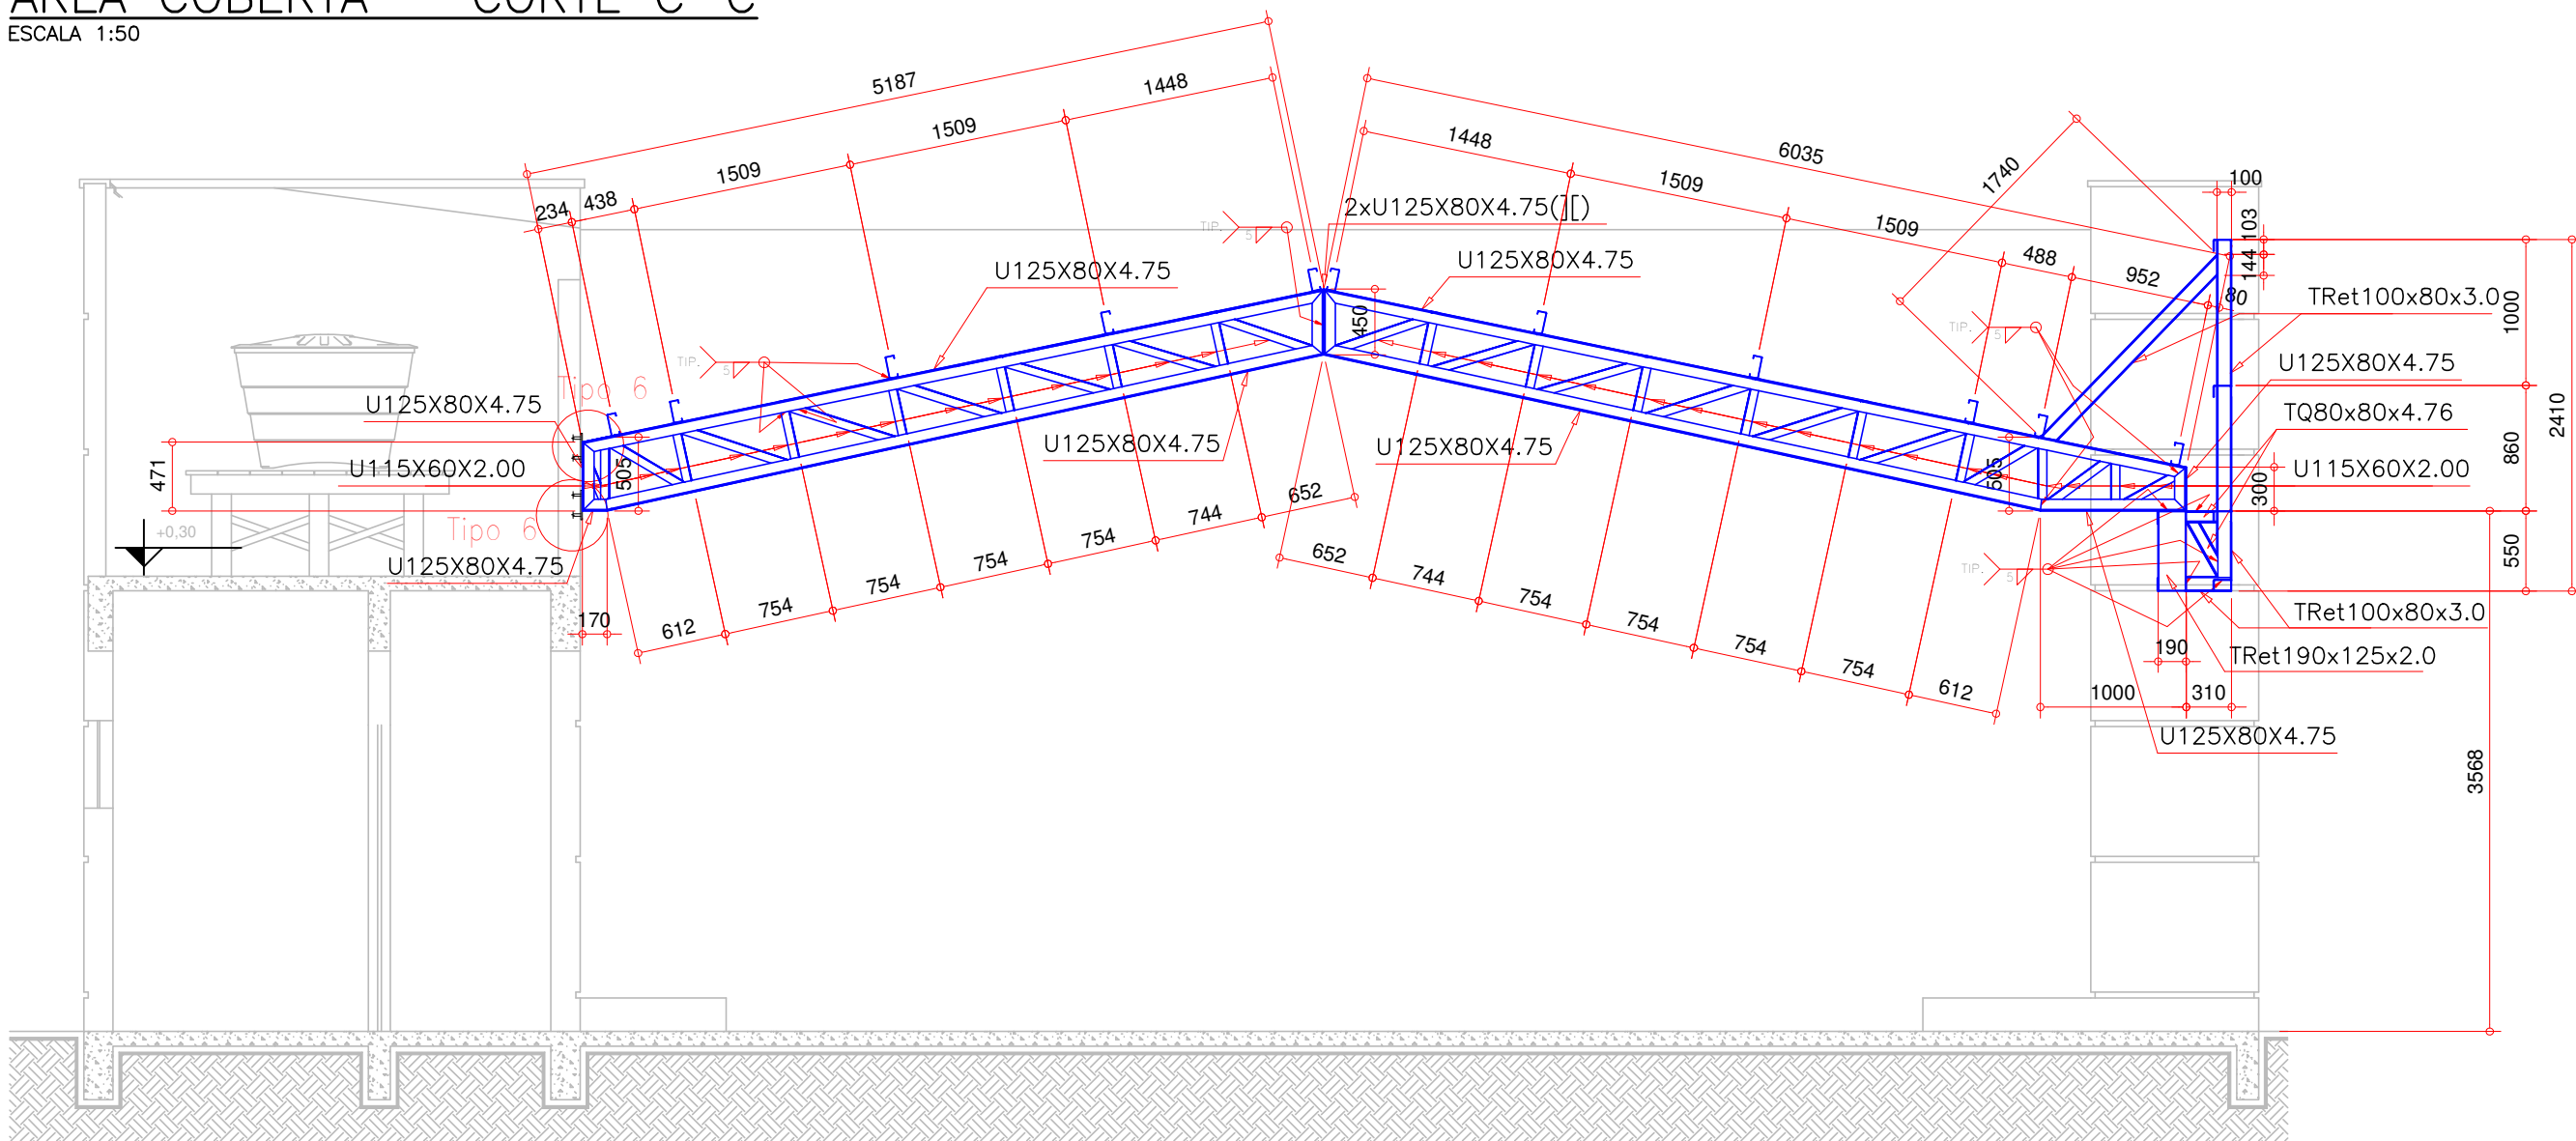 ESCALA 1:50
5187
1448
1509
1509
438
234
6035
1448
1509
1509
488
952
80
1740
100
103
144
1000
2410
860
550
3568
2xU125X80X4.75(][)
U125X80X4.75
U125X80X4.75
TRet100x80x3.0
U125X80X4.75
TQ80x80x4.76
U115X60X2.00
300
TIP.
5
TIP.
5
TIP.
5
TIP.
5
450
Tipo 6
U125X80X4.75
U115X60X2.00
471
505
Tipo 6
+0,30
U125X80X4.75
U125X80X4.75
U125X80X4.75
505
170
612
754
754
754
754
744
652
652
744
754
754
754
754
612
TRet100x80x3.0
190
TRet190x125x2.0
1000
310
U125X80X4.75